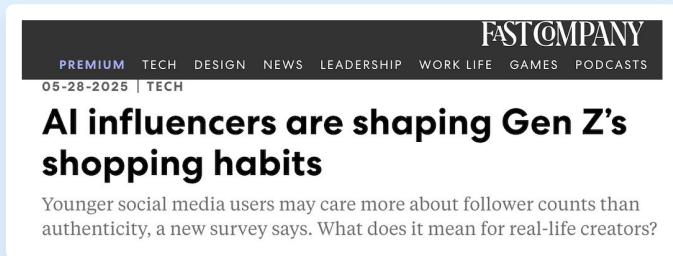 FAST COMPANY
PREMIUM TECH DESIGN NEWS LEADERSHIP WORK LIFE GAMES PODCASTS
05-28-2025 | TECH
AI influencers are shaping Gen Z’s
shopping habits
Younger social media users may care more about follower counts than
authenticity, a new survey says. What does it mean for real-life creators?